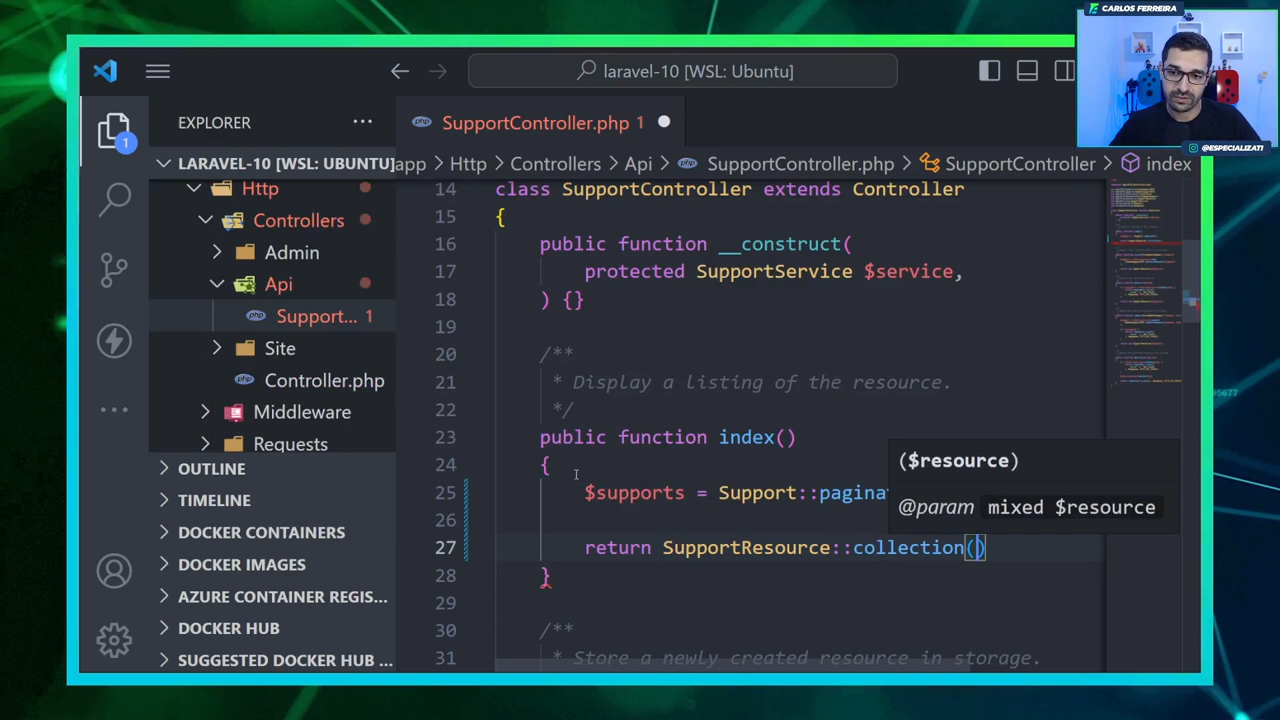 CARLOS FERREIRA
laravel-10 [WSL: Ubuntu]
@ESPECIALIZATI
EXPLORER
SupportController.php 1
LARAVEL-10 [WSL: UBUNTU]
app > Http > Controllers > Api > SupportController.php > SupportController > index
Http
Controllers
Admin
Api
Support... 1
Site
Controller.php
Middleware
Requests
OUTLINE
TIMELINE
DOCKER CONTAINERS
DOCKER IMAGES
AZURE CONTAINER REGIS...
DOCKER HUB
SUGGESTED DOCKER HUB ...
1
14 class SupportController extends Controller
15 {
16 public function __construct(
17 protected SupportService $service,
18 ) {}
19
20 /**
21 * Display a listing of the resource.
22 */
23 public function index()
24 {
25 $supports = Support::pagina
26
27 return SupportResource::collection()
28 }
29
30 /**
31 * Store a newly created resource in storage.
($resource)
@param mixed $resource